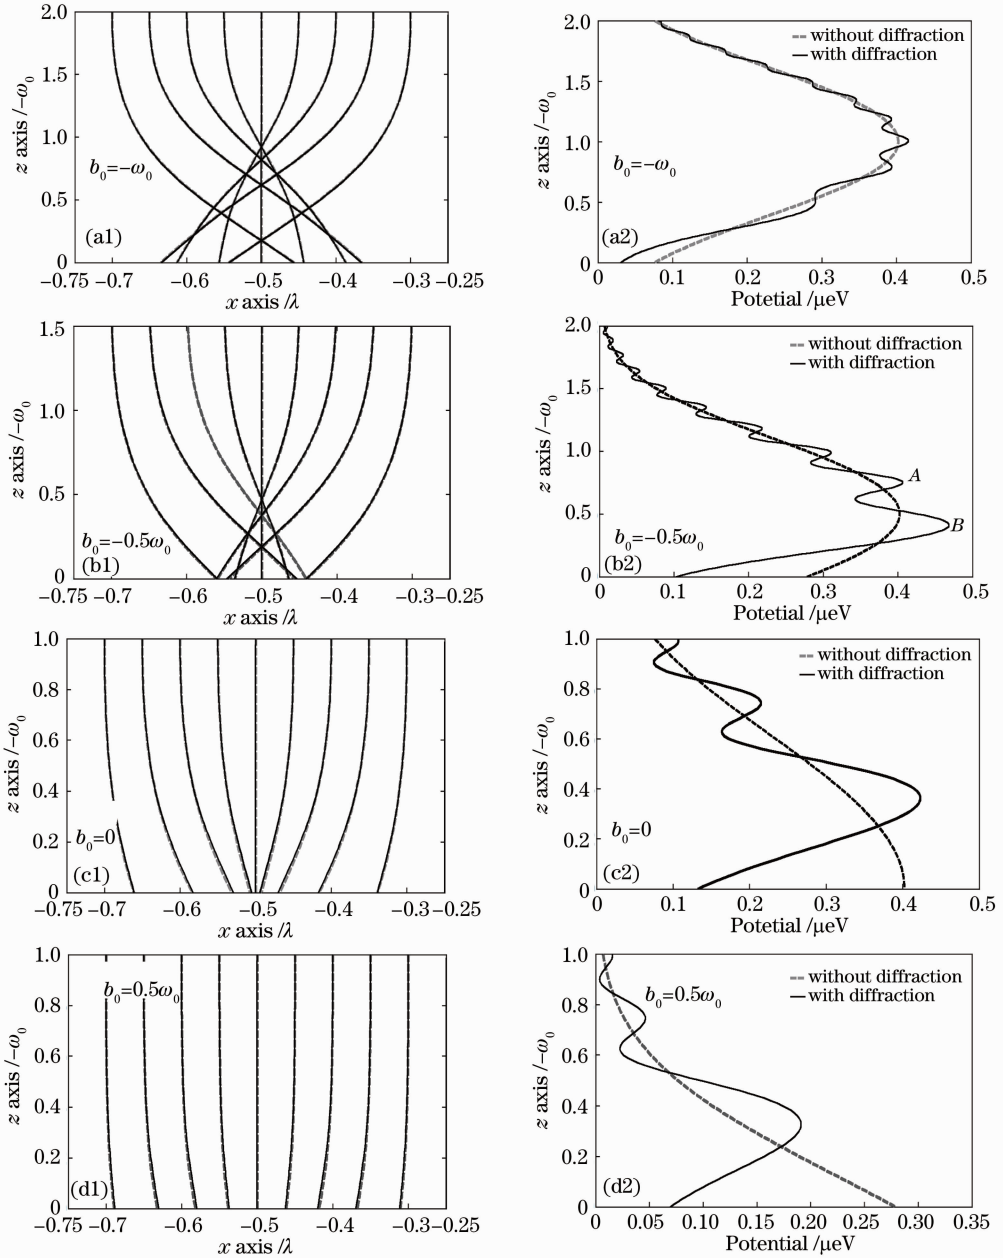 2.0
1.5
1.0
0.5
0
z axis /−ω₀
b₀=−ω₀
(a1)
−0.75 −0.7 −0.6 −0.5 −0.4 −0.3 −0.25
x axis /λ
2.0
1.5
1.0
0.5
0
z axis /−ω₀
without diffraction
with diffraction
b₀=−ω₀
(a2)
0 0.1 0.2 0.3 0.4 0.5
Potetial /μeV
1.5
1.0
0.5
0
z axis /−ω₀
b₀=−0.5ω₀
(b1)
−0.75 −0.7 −0.6 −0.5 −0.4 −0.3 −0.25
x axis /λ
2.0
1.5
1.0
0.5
0
z axis /−ω₀
without diffraction
with diffraction
A
B
b₀=−0.5ω₀
(b2)
0 0.1 0.2 0.3 0.4 0.5
Potetial /μeV
1.0
0.8
0.6
0.4
0.2
0
z axis /−ω₀
b₀=0
(c1)
−0.75 −0.7 −0.6 −0.5 −0.4 −0.3 −0.25
x axis /λ
1.0
0.8
0.6
0.4
0.2
0
z axis /−ω₀
without diffraction
with diffraction
b₀=0
(c2)
0 0.1 0.2 0.3 0.4 0.5
Potetial /μeV
1.0
0.8
0.6
0.4
0.2
0
z axis /−ω₀
b₀=0.5ω₀
(d1)
−0.75 −0.7 −0.6 −0.5 −0.4 −0.3 −0.25
x axis /λ
1.0
0.8
0.6
0.4
0.2
0
z axis /−ω₀
without diffraction
with diffraction
b₀=0.5ω₀
(d2)
0 0.05 0.10 0.15 0.20 0.25 0.30 0.35
Potential /μeV